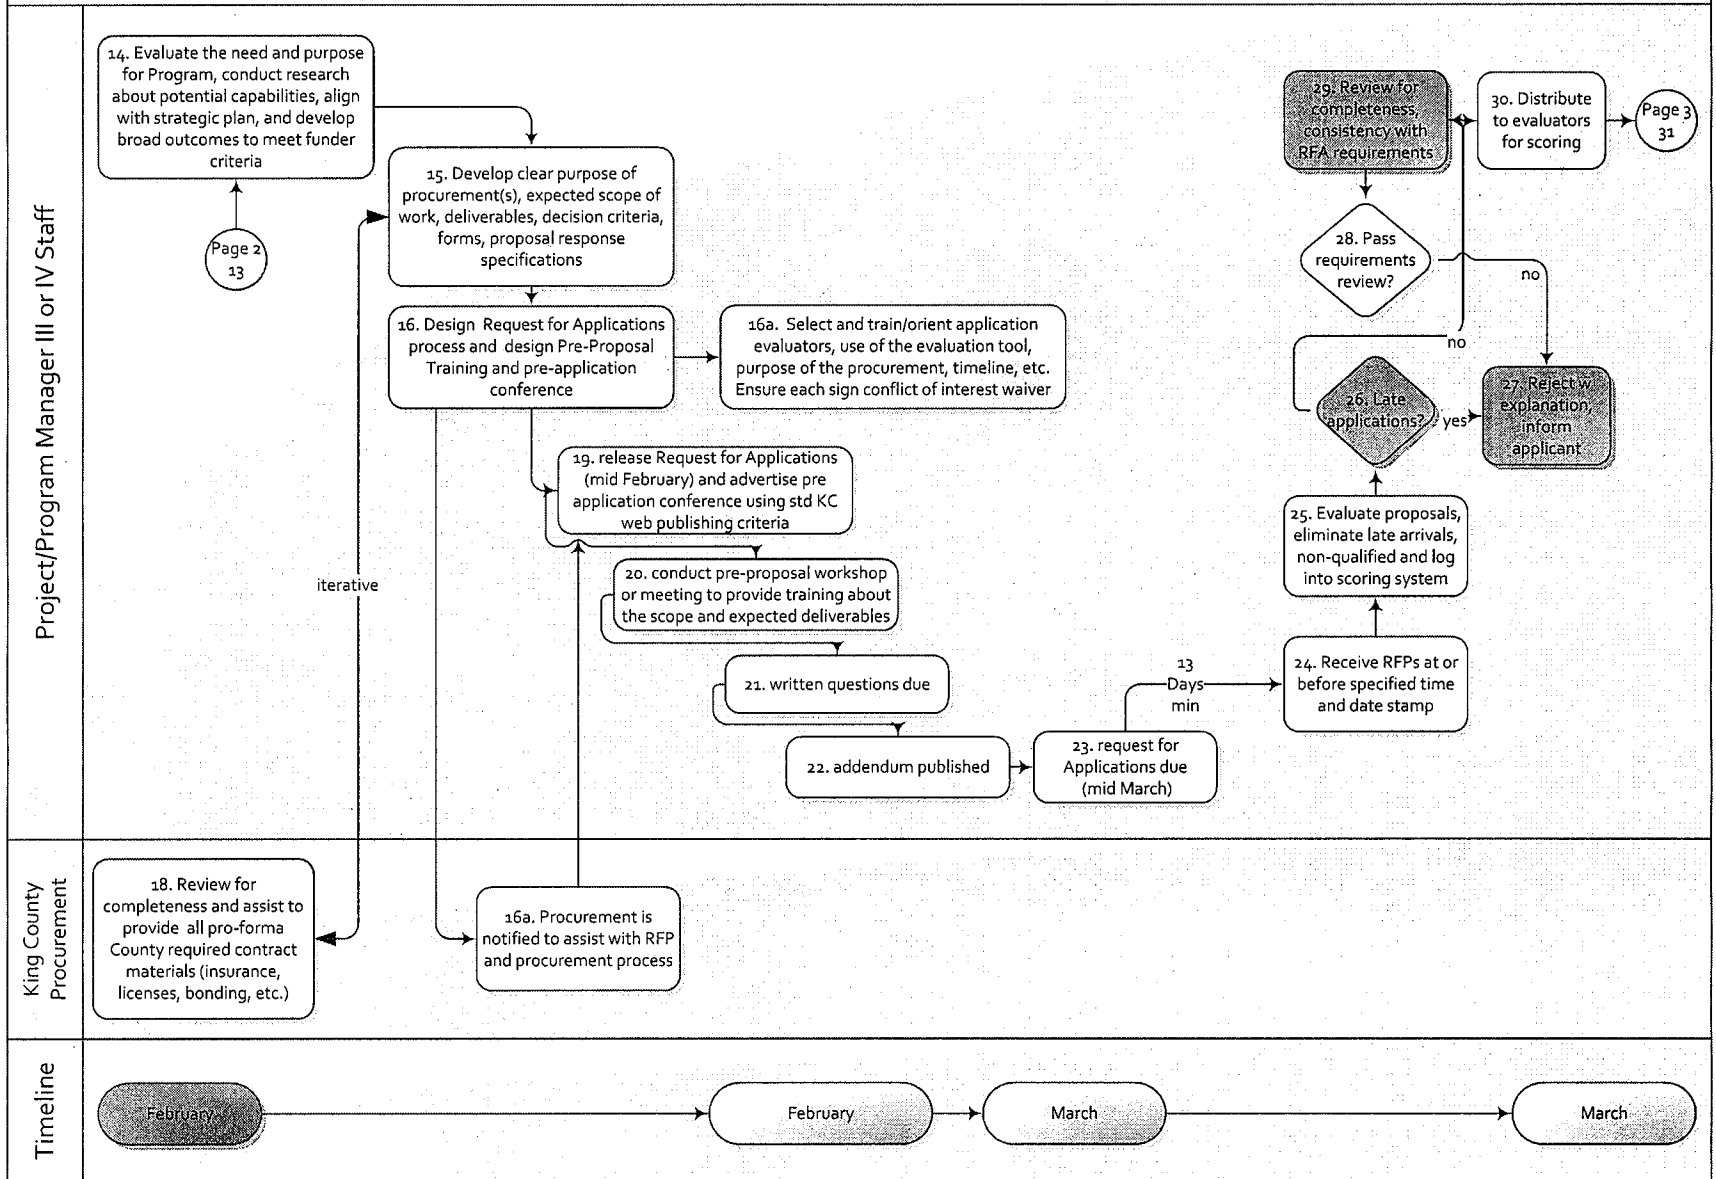 Project/Program Manager III or IV Staff
14. Evaluate the need and purpose
for Program, conduct research
about potential capabilities, align
with strategic plan, and develop
broad outcomes to meet funder
criteria
Page 2
13
15. Develop clear purpose of
procurement(s), expected scope of
work, deliverables, decision criteria,
forms, proposal response
specifications
16. Design Request for Applications
process and design Pre-Proposal
Training and pre-application
conference
16a. Select and train/orient application
evaluators, use of the evaluation tool,
purpose of the procurement, timeline, etc.
Ensure each sign conflict of interest waiver
19. release Request for Applications
(mid February) and advertise pre
application conference using std KC
web publishing criteria
iterative
20. conduct pre-proposal workshop
or meeting to provide training about
the scope and expected deliverables
21. written questions due
22. addendum published
23. request for
Applications due
(mid March)
13
Days
min
24. Receive RFPs at or
before specified time
and date stamp
25. Evaluate proposals,
eliminate late arrivals,
non-qualified and log
into scoring system
26. Late
applications?
yes
no
27. Reject w/
explanation,
inform
applicant
28. Pass
requirements
review?
no
29. Review for
completeness,
consistency with
RFA requirements
30. Distribute
to evaluators
for scoring
Page 3
31
King County
Procurement
18. Review for
completeness and assist to
provide all pro-forma
County required contract
materials (insurance,
licenses, bonding, etc.)
16a. Procurement is
notified to assist with RFP
and procurement process
Timeline
February
February
March
March